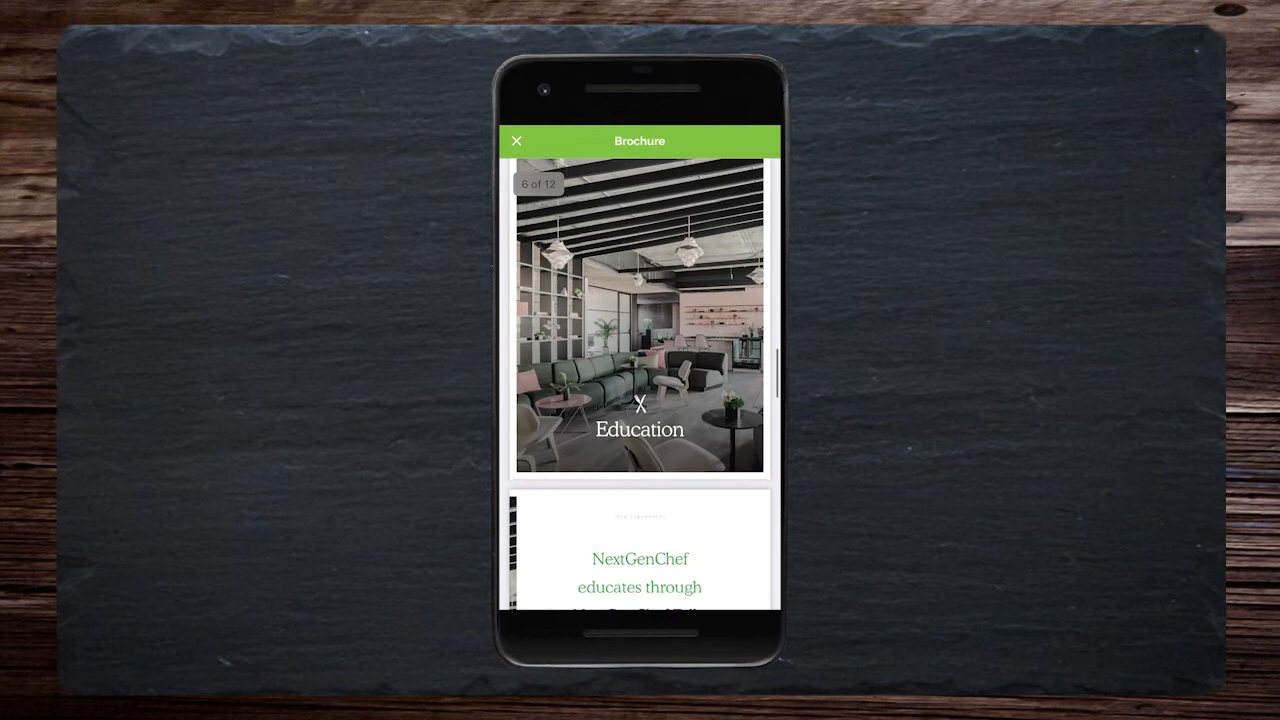 Brochure
6 of 12
Education
NextGenChef
educates through